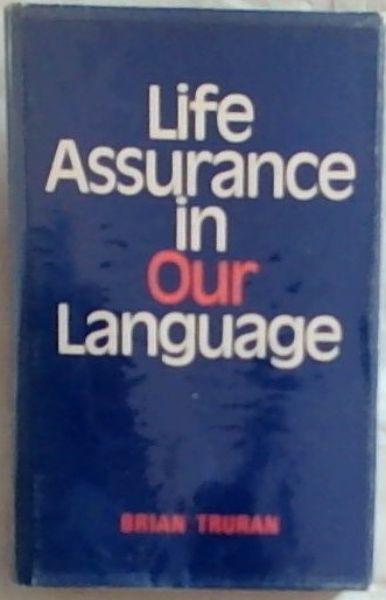 Life
Assurance
in
Our
Language
BRIAN TRURAN